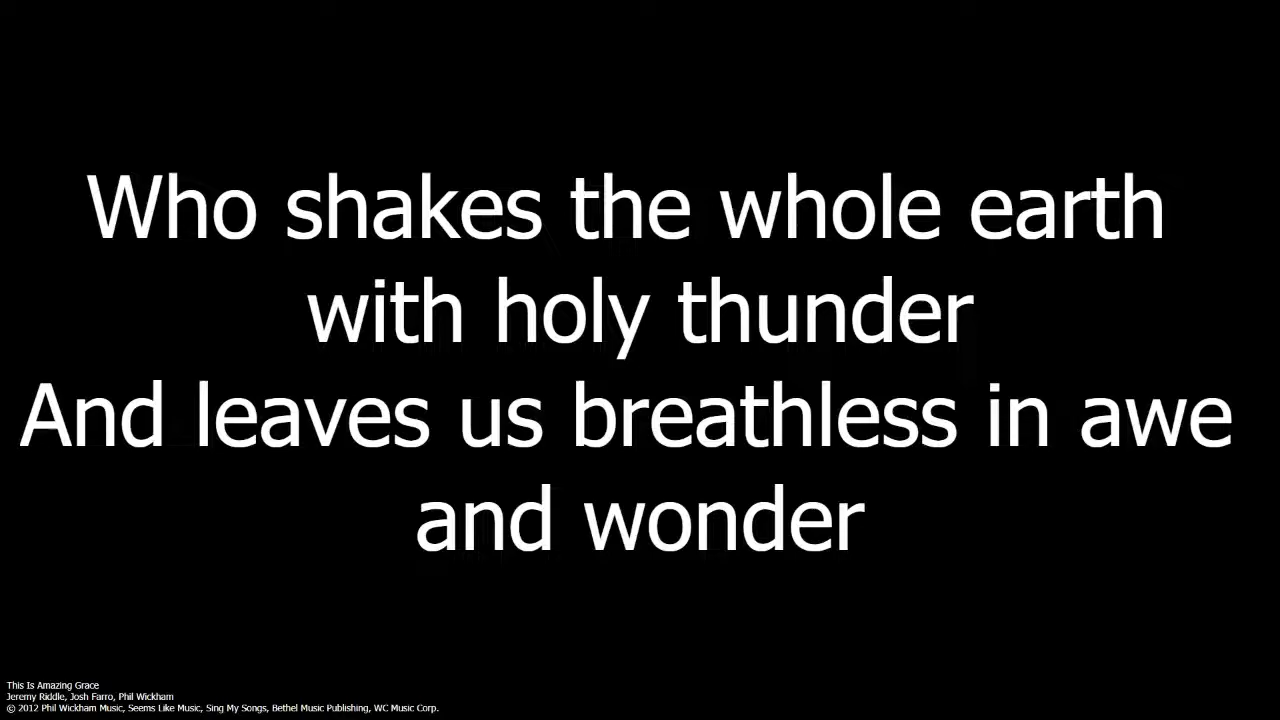 Who shakes the whole earth
with holy thunder
And leaves us breathless in awe
and wonder
This Is Amazing Grace
Jeremy Riddle, Josh Farro, Phil Wickham
© 2012 Phil Wickham Music, Seems Like Music, Sing My Songs, Bethel Music Publishing, WC Music Corp.